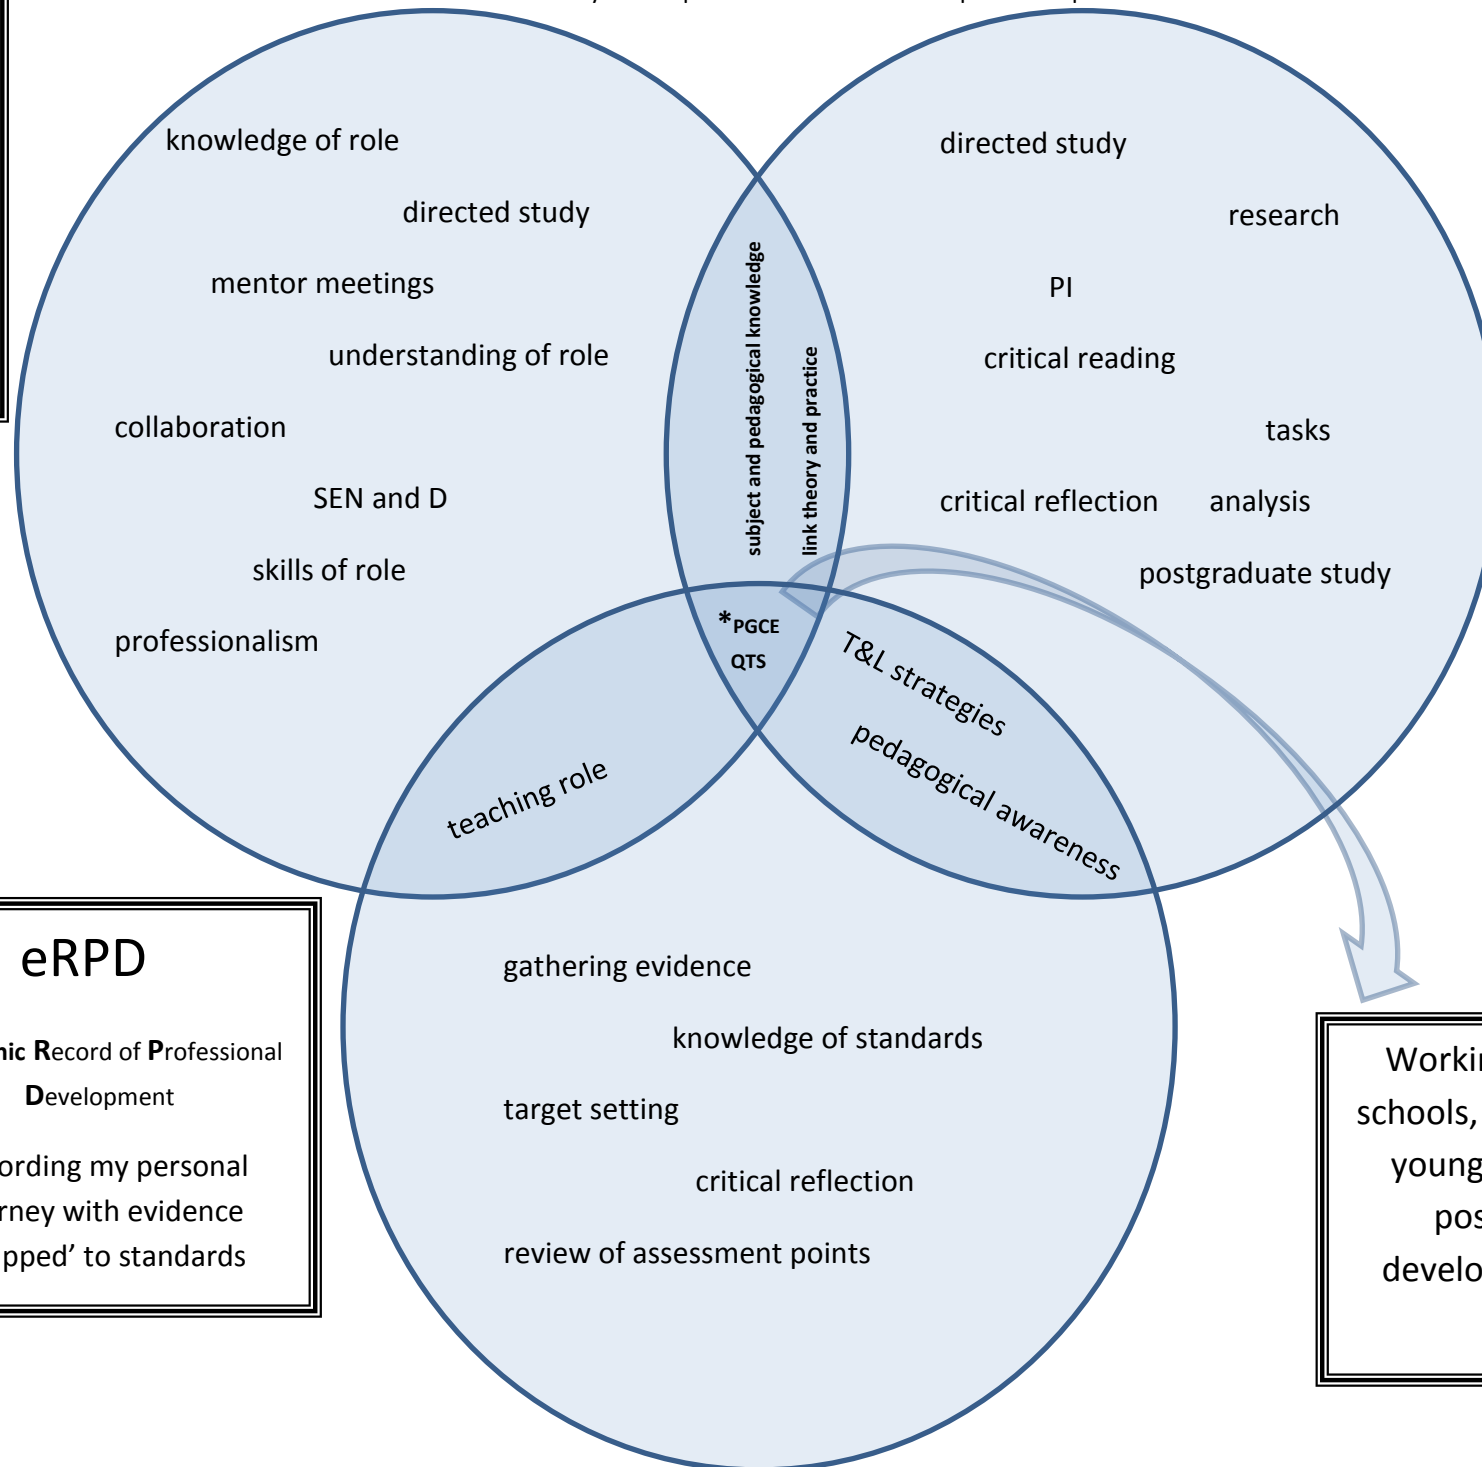 knowledge of role
directed study
mentor meetings
understanding of role
collaboration
SEN and D
skills of role
professionalism
directed study
research
PI
critical reading
tasks
critical reflection analysis
postgraduate study
subject and pedagogical knowledge
link theory and practice
*PGCE
QTS
T&L strategies
pedagogical awareness
teaching role
gathering evidence
knowledge of standards
target setting
critical reflection
review of assessment points
eRPD
nic Record of Professional
Development
ording my personal
rney with evidence
pped’ to standards
Workin
schools,
young
pos
develo